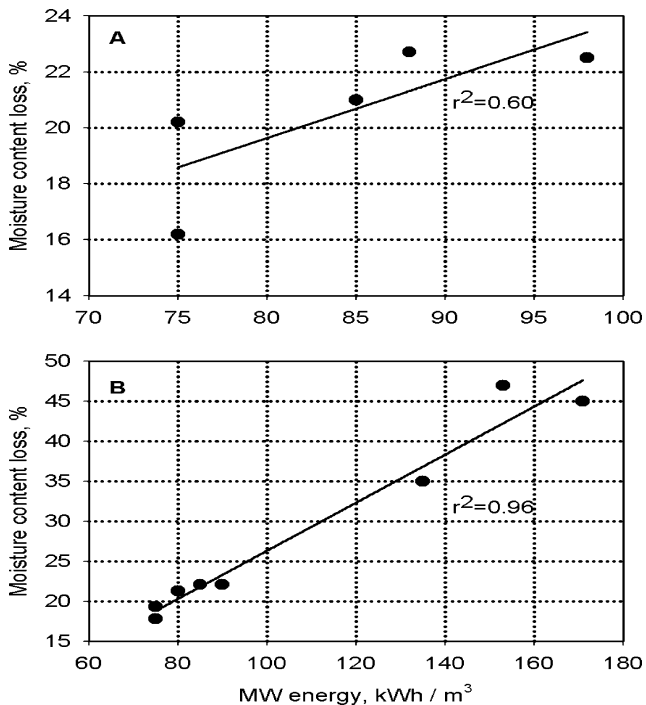 24
A
22
r2=0.60
20
18
16
14
Moisture content loss, %
70 75 80 85 90 95 100
50
B
45
40
35
r2=0.96
30
25
20
15
Moisture content loss, %
60 80 100 120 140 160 180
MW energy, kWh / m3